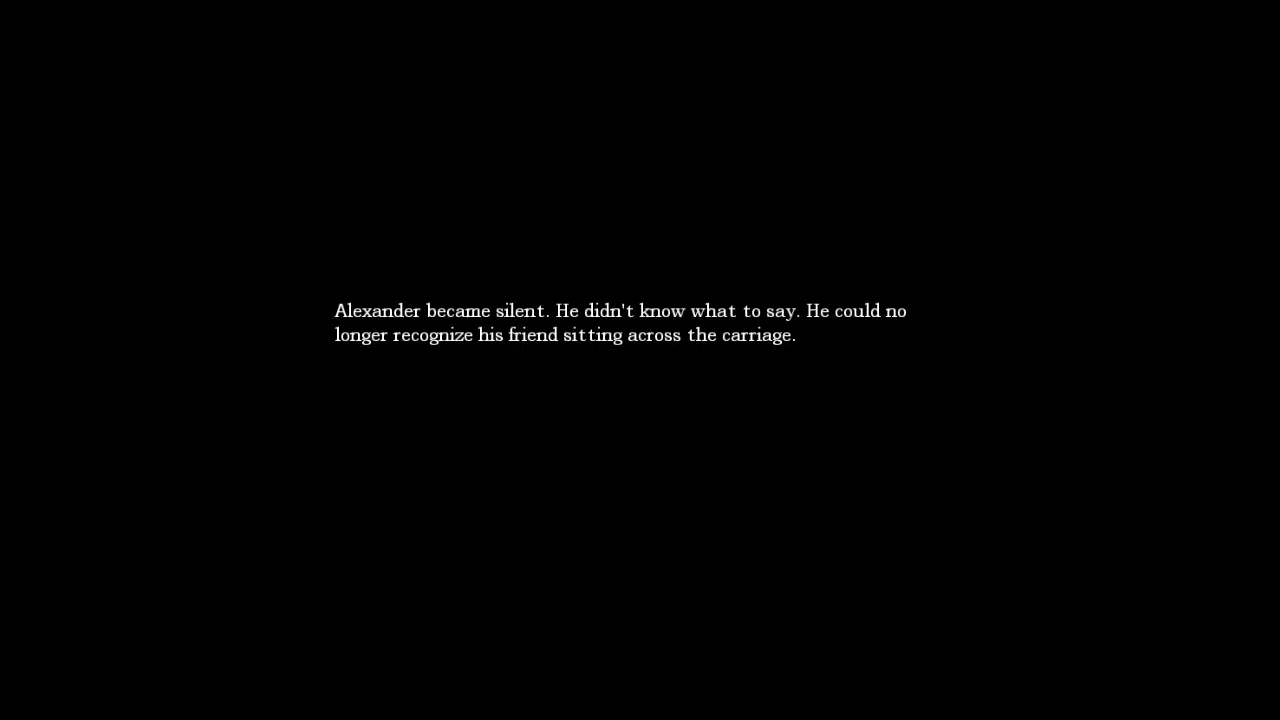 Alexander became silent. He didn't know what to say. He could no
longer recognize his friend sitting across the carriage.